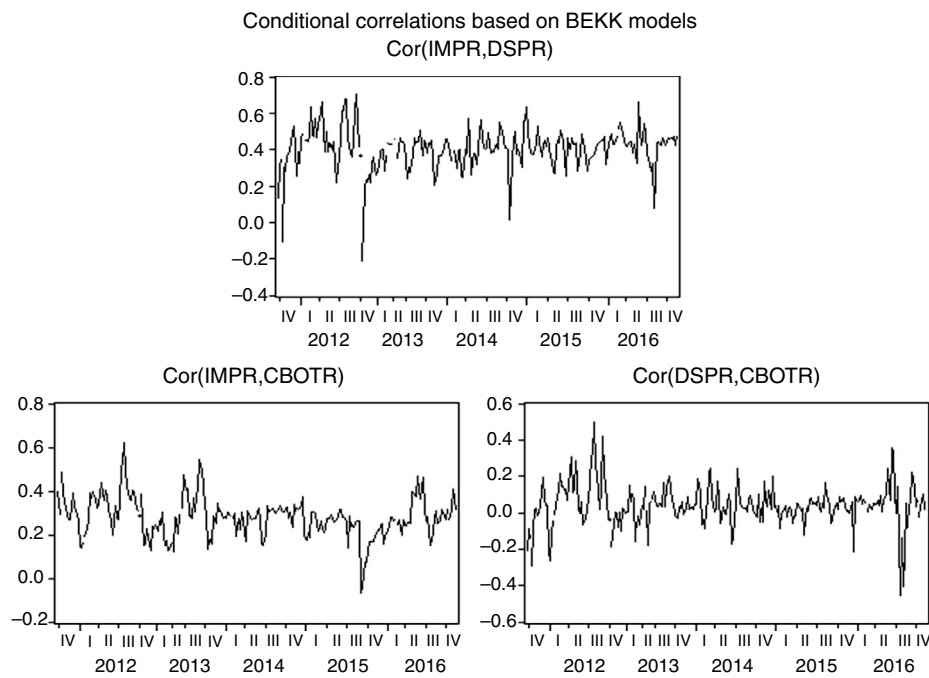 Conditional correlations based on BEKK models
Cor(IMPR,DSPR)
0.8
0.6
0.4
0.2
0.0
−0.2
−0.4
IV I II III IV I II III IV I II III IV I II III IV I II III IV
2012 2013 2014 2015 2016
Cor(IMPR,CBOTR)
0.8
0.6
0.4
0.2
0.0
−0.2
IV I II III IV I II III IV I II III IV I II III IV I II III IV
2012 2013 2014 2015 2016
Cor(DSPR,CBOTR)
0.6
0.4
0.2
0.0
−0.2
−0.4
−0.6
IV I II III IV I II III IV I II III IV I II III IV I II III IV
2012 2013 2014 2015 2016